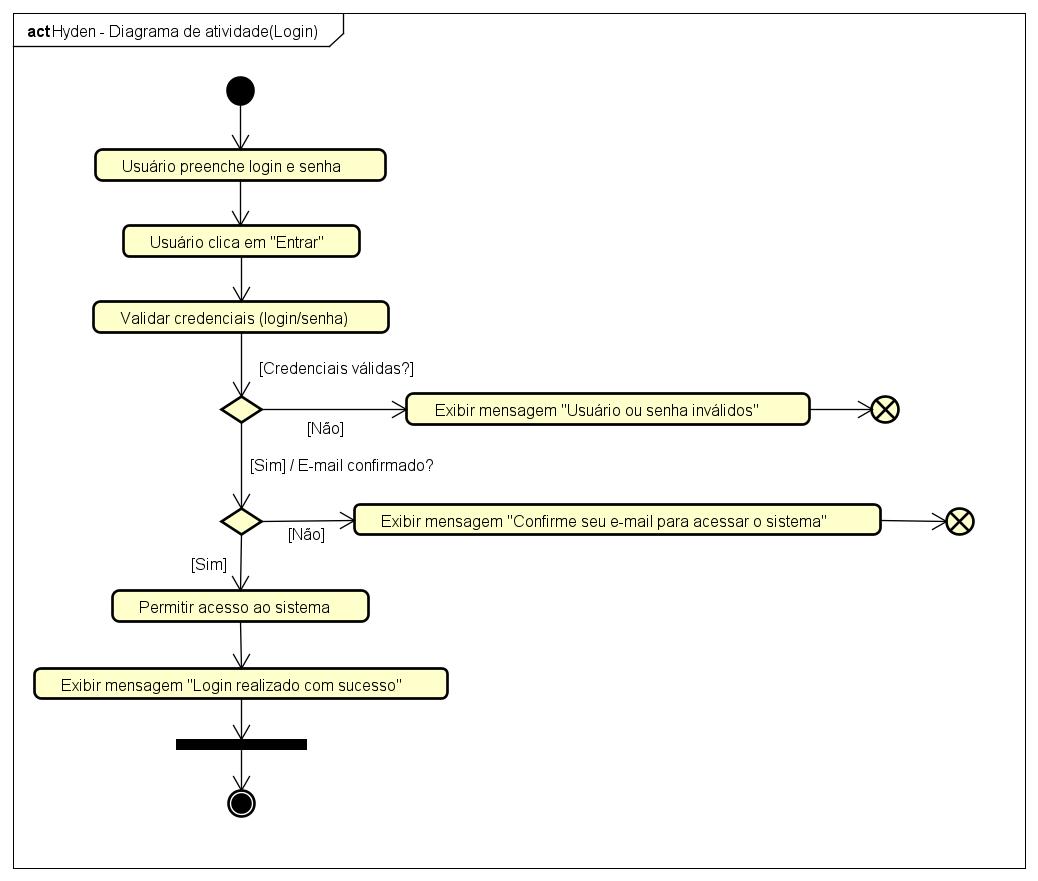 act Hyden - Diagrama de atividade(Login)
Usuário preenche login e senha
Usuário clica em "Entrar"
Validar credenciais (login/senha)
[Credenciais válidas?]
Exibir mensagem "Usuário ou senha inválidos"
[Não]
[Sim] / E-mail confirmado?
Exibir mensagem "Confirme seu e-mail para acessar o sistema"
[Não]
[Sim]
Permitir acesso ao sistema
Exibir mensagem "Login realizado com sucesso"